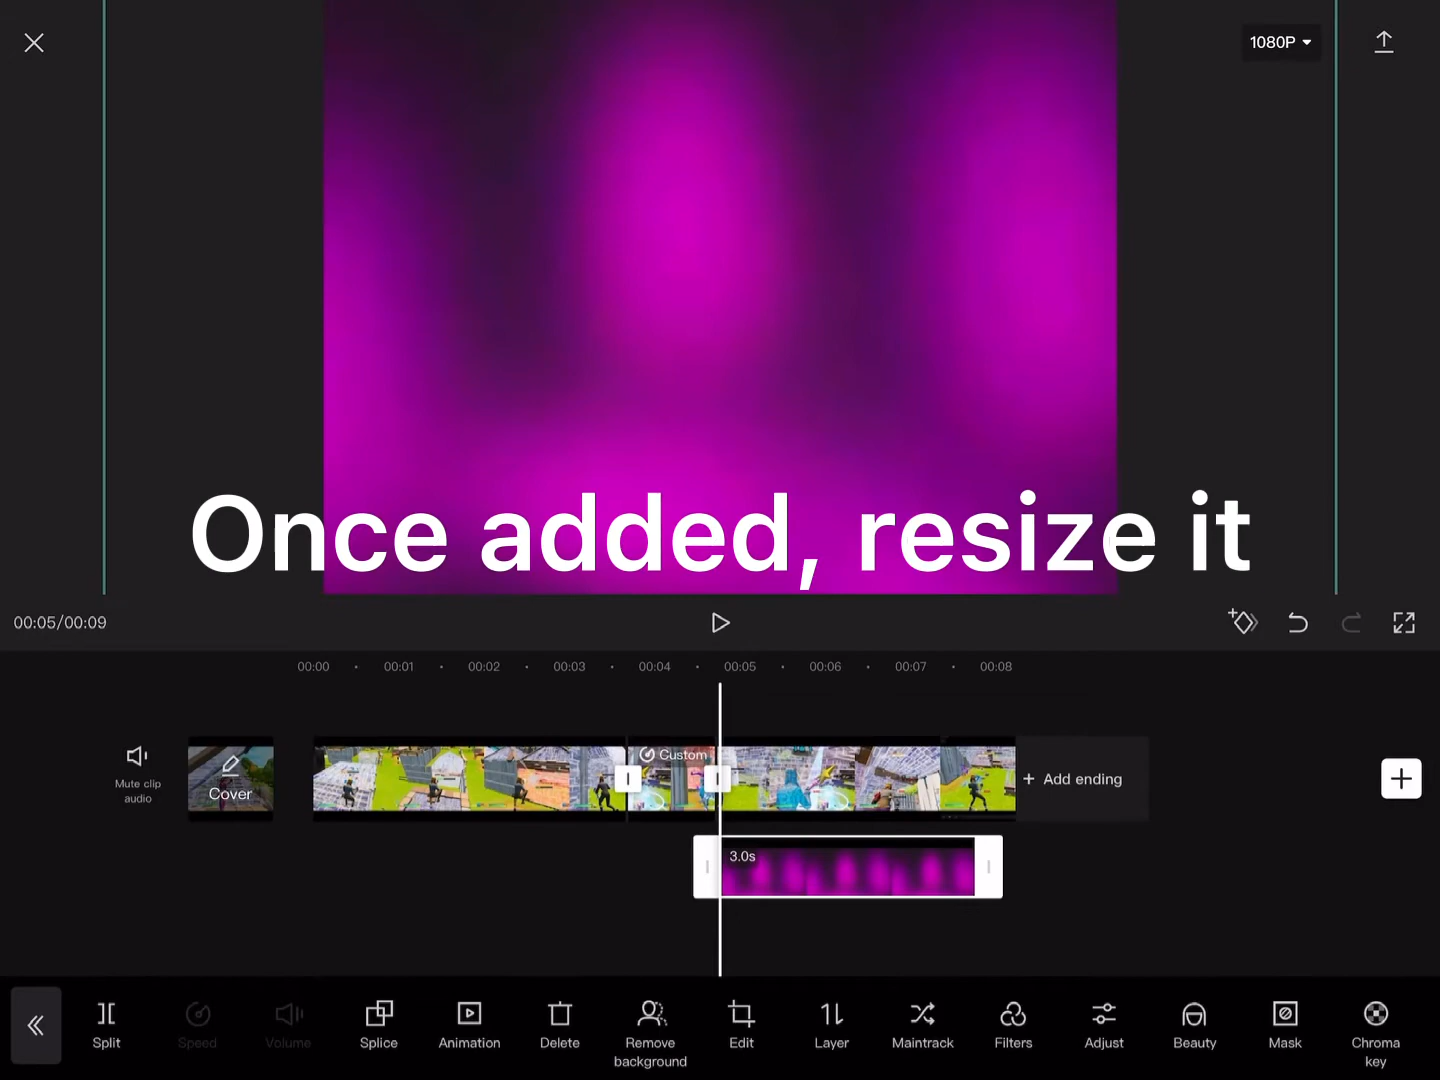 1080P
Once added, resize it
00:05/00:09
00:00 00:01 00:02 00:03 00:04 00:05 00:06 00:07 00:08
Custom
Mute clip
audio
Cover
+ Add ending
3.0s
Split
Speed
Volume
Splice
Animation
Delete
Remove
background
Edit
Layer
Maintrack
Filters
Adjust
Beauty
Mask
Chroma
key